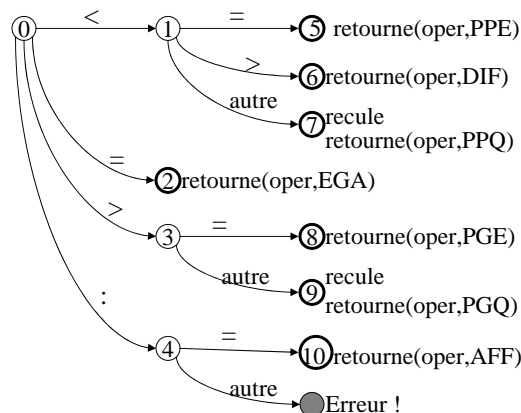 0 < 1 = 5 retourne(oper,PPE)
> 6 retourne(oper,DIF)
autre 7 recule
retourne(oper,PPQ)
= 2 retourne(oper,EGA)
> 3 = 8 retourne(oper,PGE)
autre 9 recule
retourne(oper,PGQ)
: 4 = 10 retourne(oper,AFF)
autre Erreur !